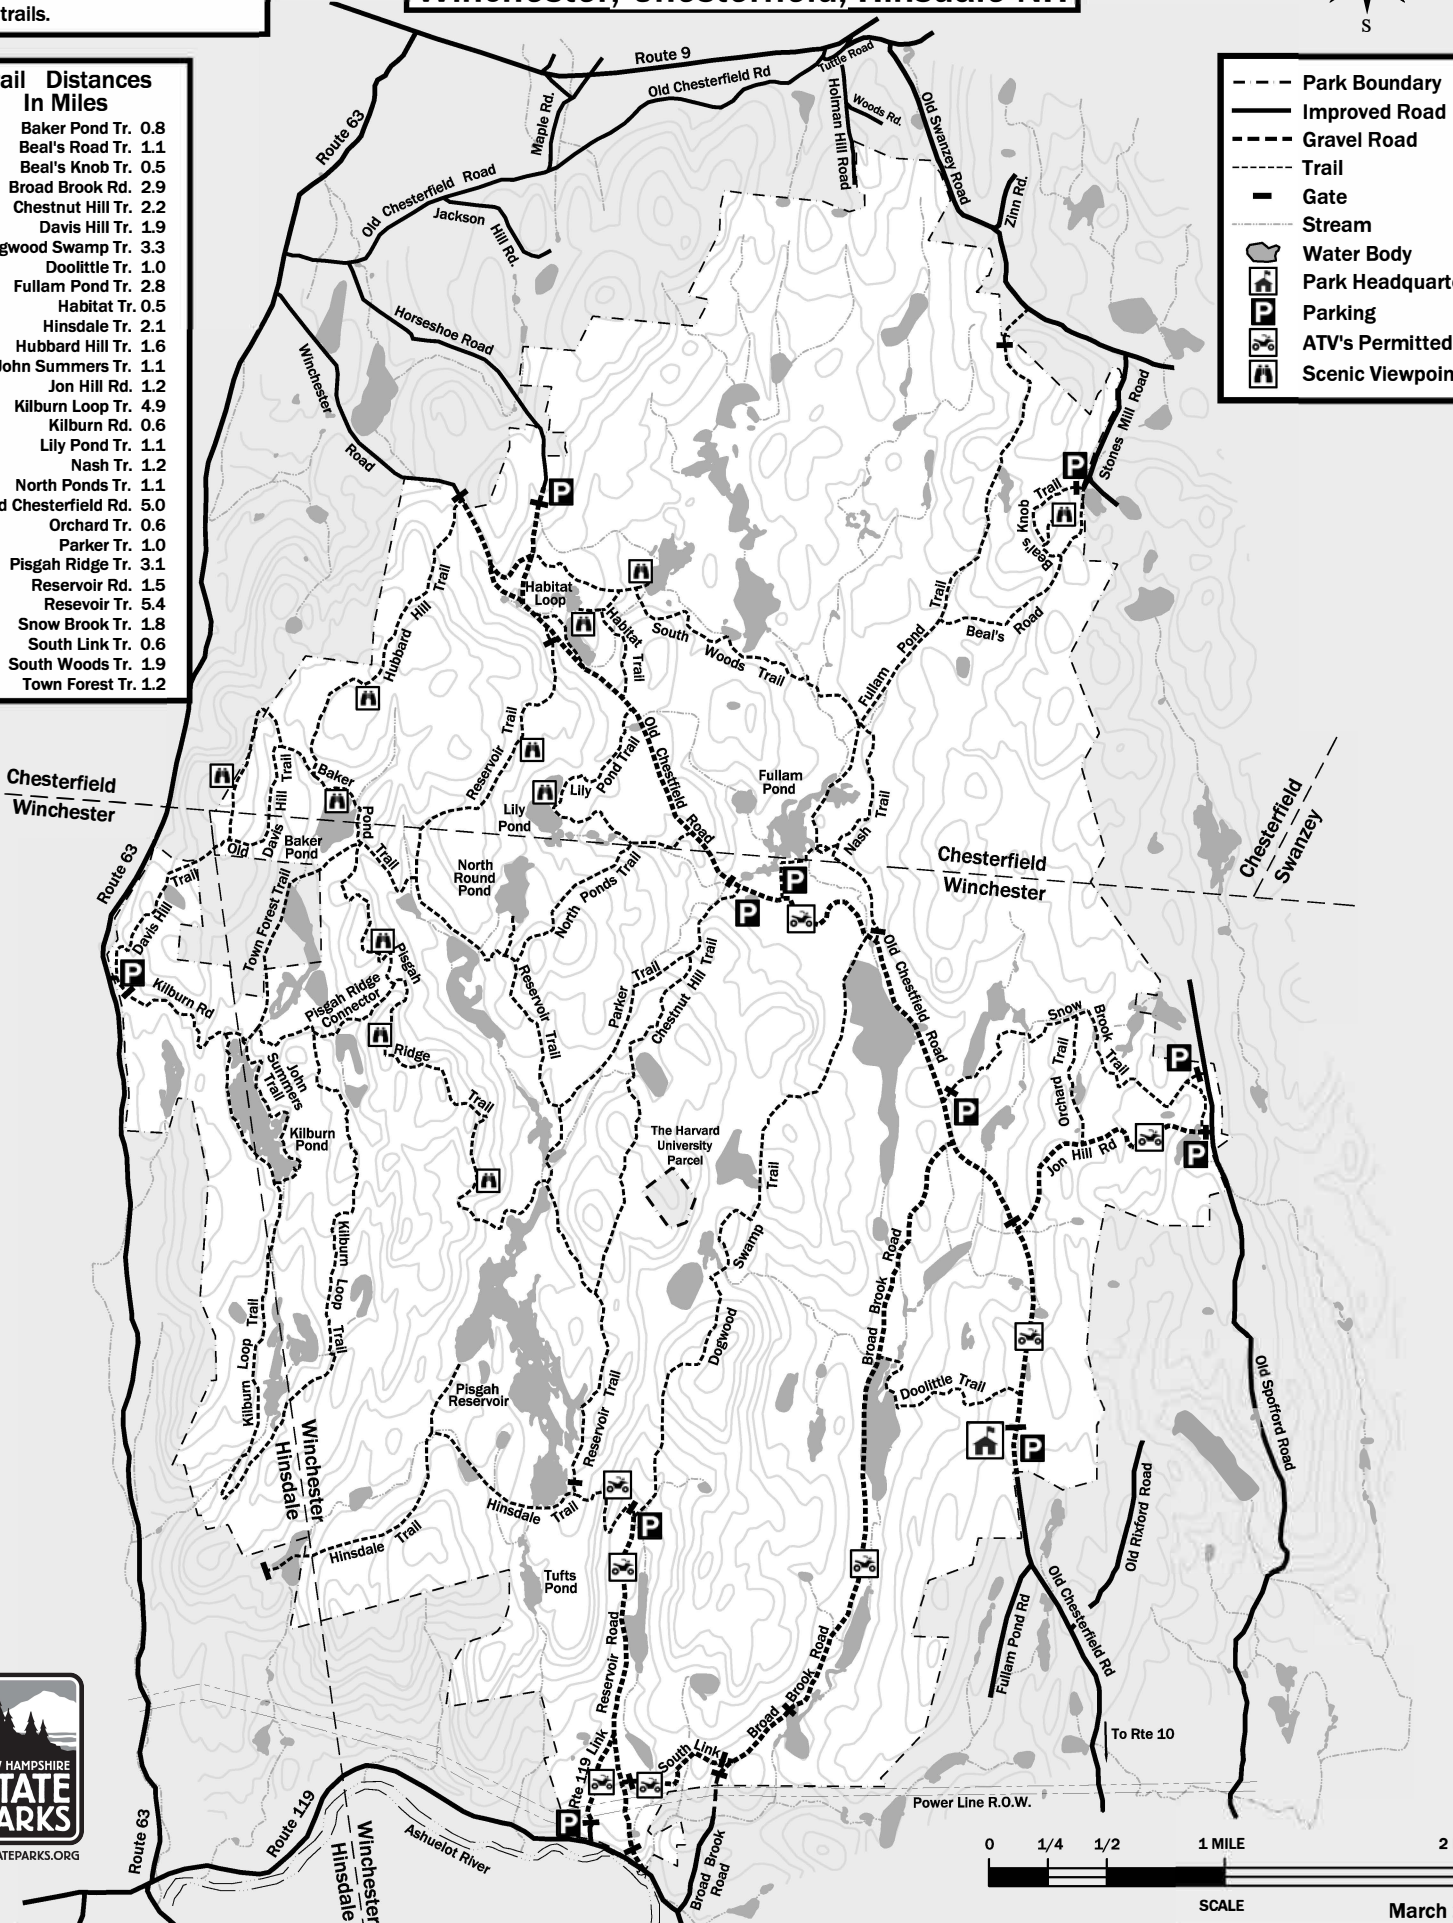 trails.
Winchester, Chesterfield, Hinsdale NH
S
ail Distances
In Miles
Baker Pond Tr. 0.8
Beal's Road Tr. 1.1
Beal's Knob Tr. 0.5
Broad Brook Rd. 2.9
Chestnut Hill Tr. 2.2
Davis Hill Tr. 1.9
gwood Swamp Tr. 3.3
Doolittle Tr. 1.0
Fullam Pond Tr. 2.8
Habitat Tr. 0.5
Hinsdale Tr. 2.1
Hubbard Hill Tr. 1.6
John Summers Tr. 1.1
Jon Hill Rd. 1.2
Kilburn Loop Tr. 4.9
Kilburn Rd. 0.6
Lily Pond Tr. 1.1
Nash Tr. 1.2
North Ponds Tr. 1.1
d Chesterfield Rd. 5.0
Orchard Tr. 0.6
Parker Tr. 1.0
Pisgah Ridge Tr. 3.1
Reservoir Rd. 1.5
Resevoir Tr. 5.4
Snow Brook Tr. 1.8
South Link Tr. 0.6
South Woods Tr. 1.9
Town Forest Tr. 1.2
Park Boundary
Improved Road
Gravel Road
Trail
Gate
Stream
Water Body
Park Headquart
P Parking
ATV's Permitted
Scenic Viewpoin
Route 9
Tuttle Road
Old Chesterfield Rd
Route 63
Maple Rd.
Holman Hill Road
Woods Rd.
Old Swanzey Road
Zinn Rd.
Old Chesterfield Road
Jackson
Hill Rd.
Horseshoe Road
Winchester
Road
Stones Mill Road
P
P
Beal's
Knob
Trail
Hubbard Hill Trail
Habitat
Loop
Habitat Trail
South Woods Trail
Fullam Pond Trail
Beal's Road
Reservoir Trail
Lily Pond Trail
Old Chestfield Road
Fullam
Pond
Lily
Pond
Nash Trail
Baker
Pond
Trail
Davis Hill Trail
Baker
Pond
Chesterfield
Winchester
Chesterfield
Winchester
Chesterfield
Swanzey
Route 63
Old
Trail
Davis Hill
Town Forest Trail
North
Round
Pond
North Ponds Trail
P
P
P
Kilburn Rd
Pisgah Ridge
Connector
Pisgah
Ridge
Trail
Reservoir Trail
Parker Trail
Chestnut Hill Trail
Old Chestfield Road
Snow
Brook
Trail
Orchard Trail
P
P
John
Summers
Trail
Kilburn
Pond
The Harvard
University
Parcel
Trail
Jon Hill Rd
P
Kilburn
Loop
Trail
Swamp
Dogwood
Broad Brook Road
Kilburn Loop Trail
Pisgah
Reservoir
Reservoir Trail
Doolittle Trail
P
Old Spofford Road
Winchester
Hinsdale
Hinsdale Trail
Hinsdale Trail
P
Old Rixford Road
Tufts
Pond
Reservoir Road
Fullam Pond Rd
Old Chesterfield Rd
Broad Brook Road
To Rte 10
South Link
Rte 119 Link
P
Power Line R.O.W.
Route 119
Route 63
Ashuelot River
Winchester
Hinsdale
Broad Brook
Road
W HAMPSHIRE
TATE
PARKS
ATEPARKS.ORG
0 1/4 1/2 1 MILE 2
SCALE
March